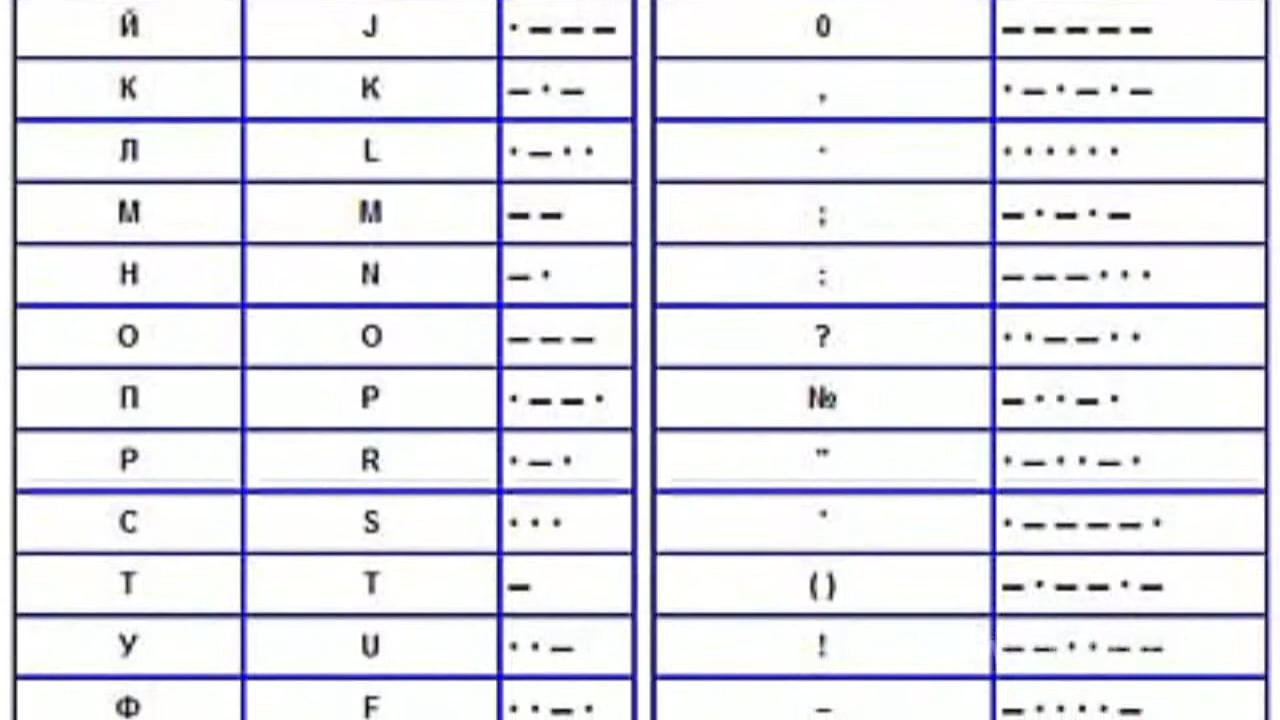 Й J ·−−− 0 −−−−−
К K −·− , ·−·−·−
Л L ·−·· · ······
М M −− ; −·−·−
Н N −· : −−−···
О O −−− ? ··−−··
П P ·−−· № −··−·
Р R ·−· " ·−··−·
С S ··· ' ·−−−−·
Т T − () −·−−·−
У U ··− ! −−··−−
Ф F ··−· – −····−